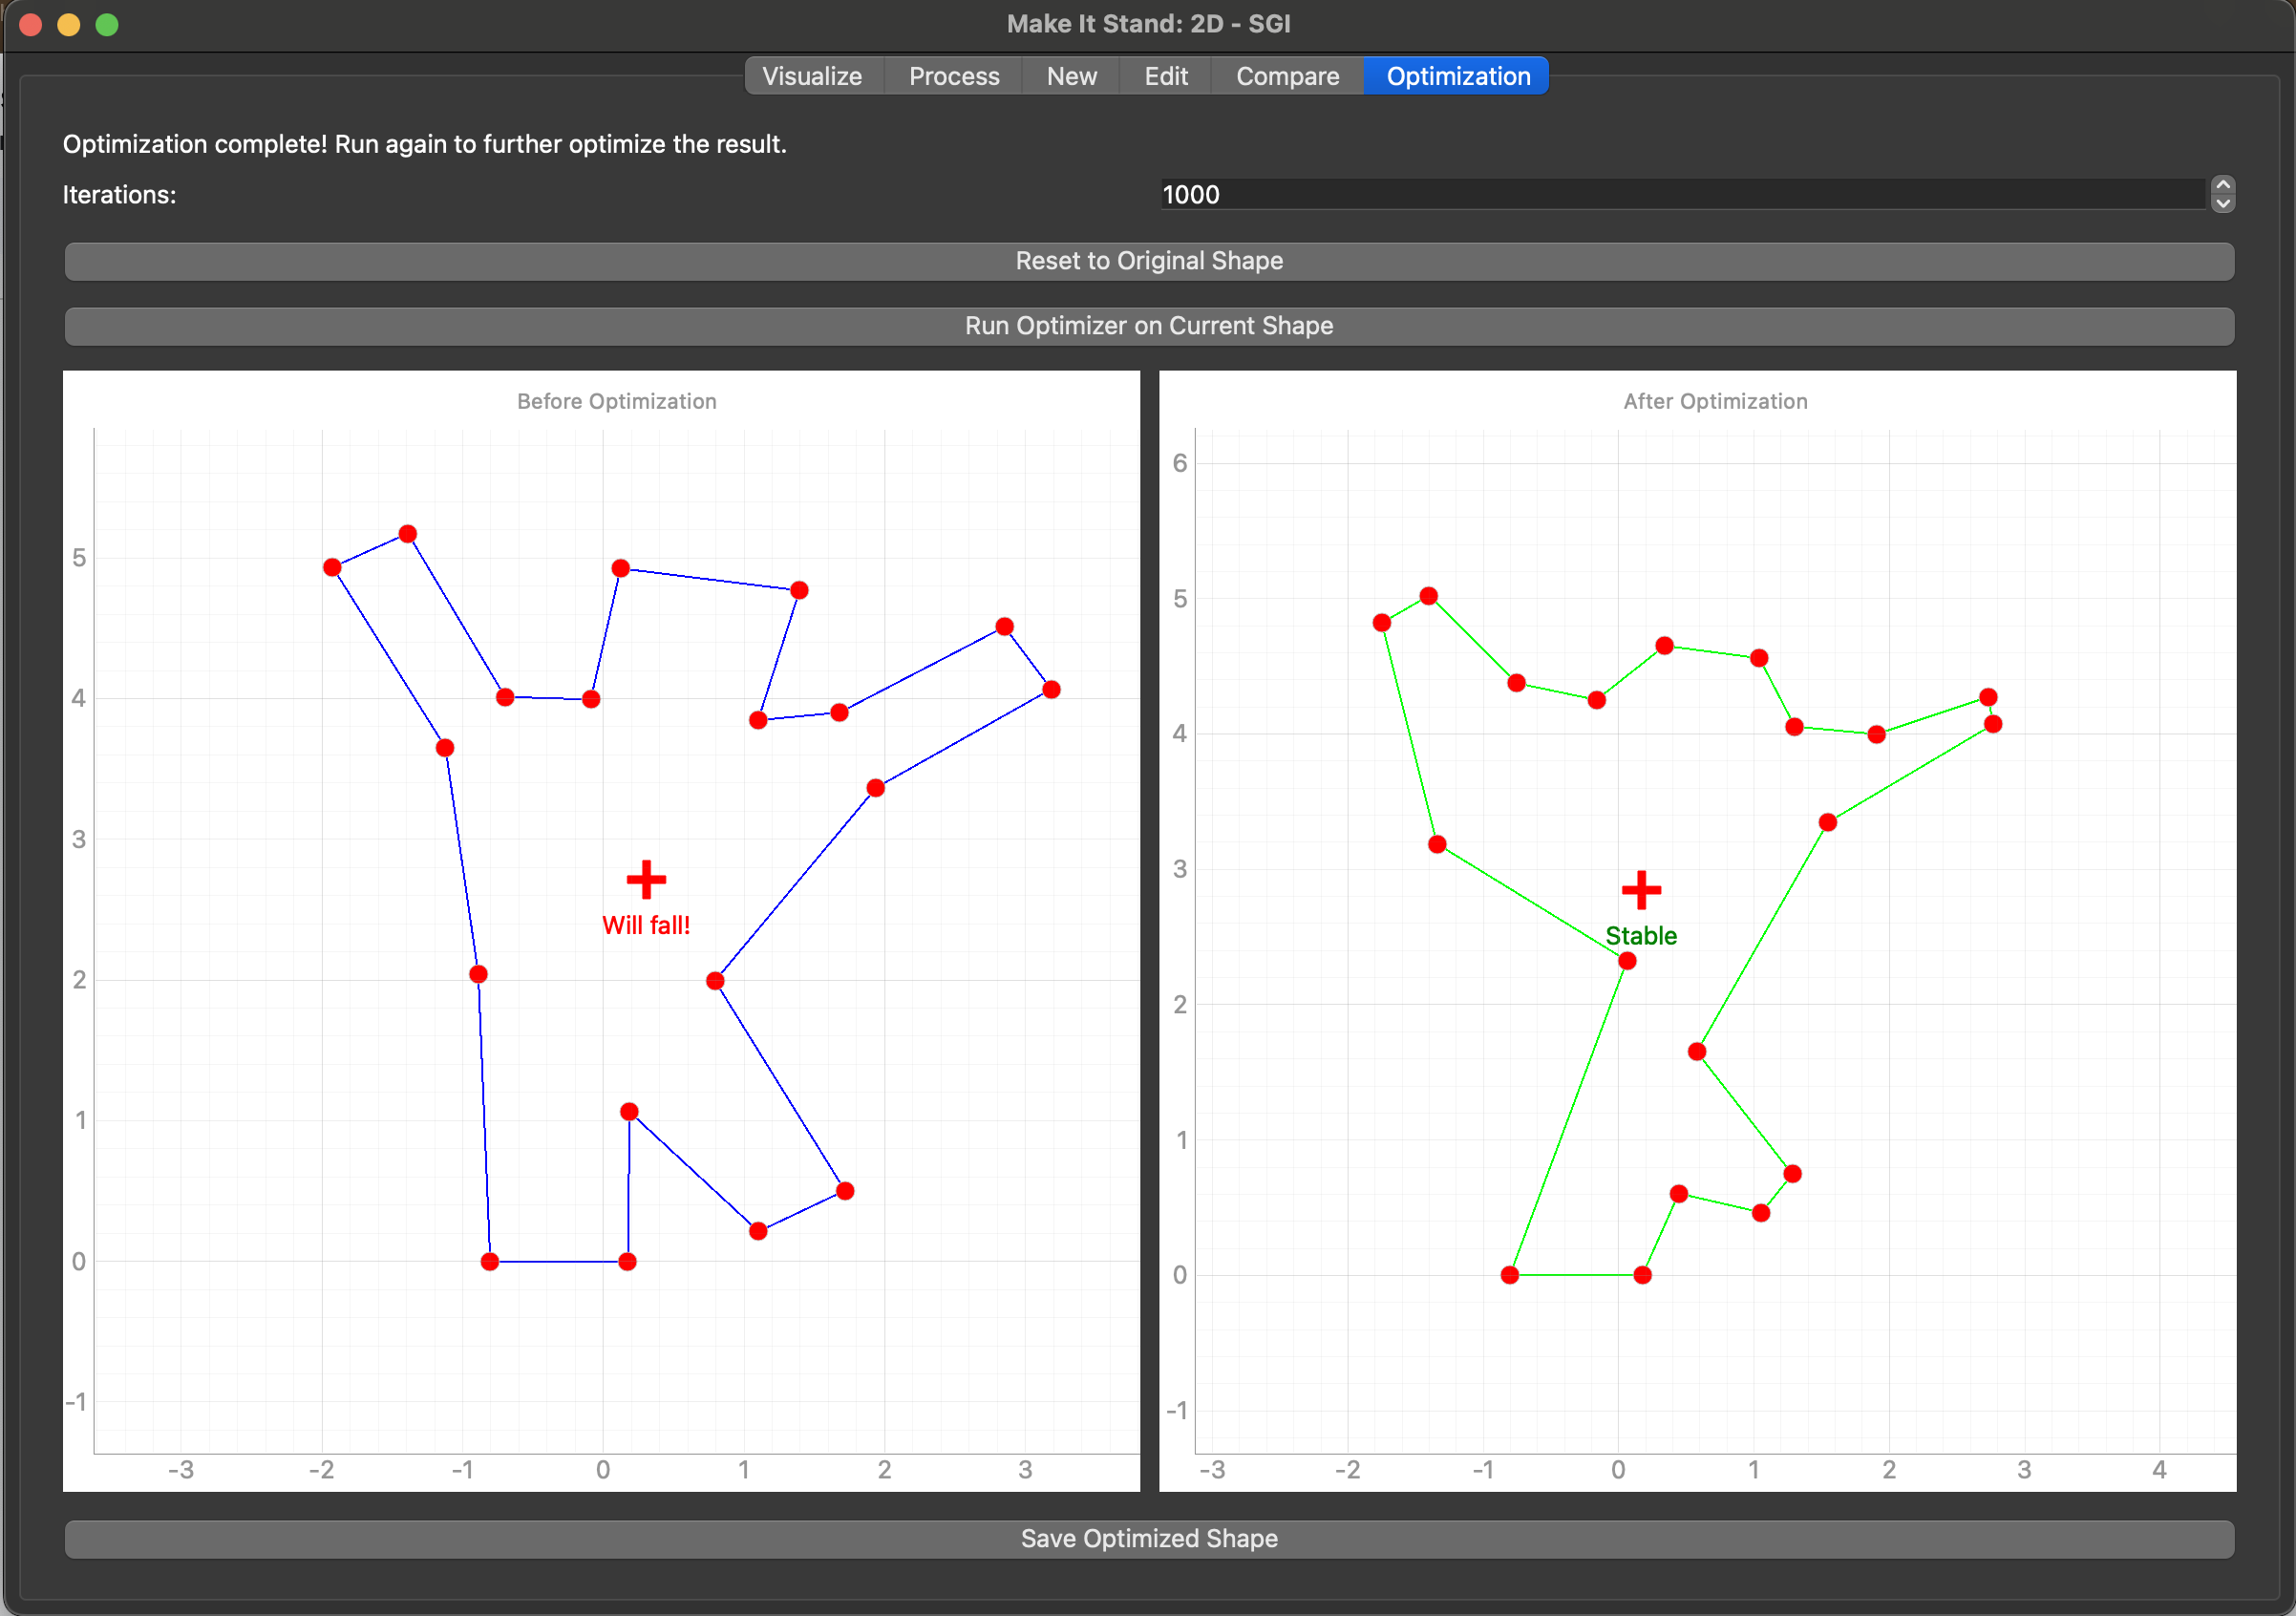 Make It Stand: 2D - SGI
Visualize Process New Edit Compare Optimization
Optimization complete! Run again to further optimize the result.
Iterations: 1000
Reset to Original Shape
Run Optimizer on Current Shape
Before Optimization
5
4
3
2
1
0
-1
-3 -2 -1 0 1 2 3
Will fall!
After Optimization
6
5
4
3
2
1
0
-1
-3 -2 -1 0 1 2 3 4
Stable
Save Optimized Shape